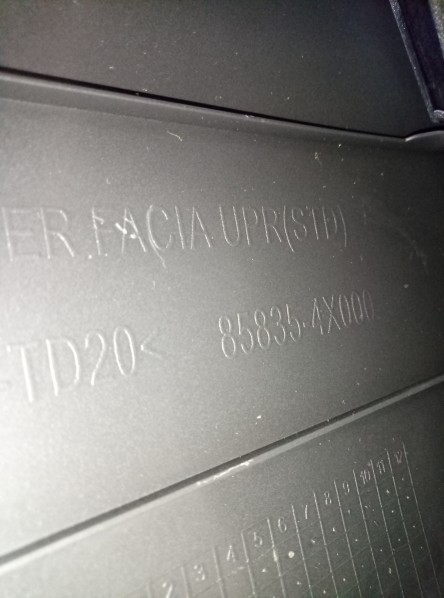 ER FACIA UPR(STD)
TD20< 85835-4X000
2 3 4 5 6 7 8 9 10 11 12